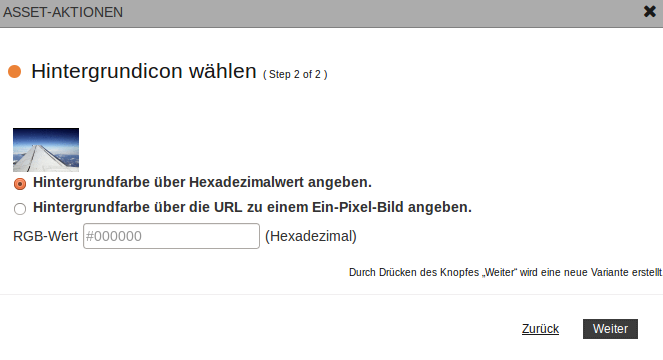 ASSET-AKTIONEN
Hintergrundicon wählen ( Step 2 of 2 )
Hintergrundfarbe über Hexadezimalwert angeben.
Hintergrundfarbe über die URL zu einem Ein-Pixel-Bild angeben.
RGB-Wert #000000 (Hexadezimal)
Durch Drücken des Knopfes „Weiter“ wird eine neue Variante erstellt
Zurück Weiter